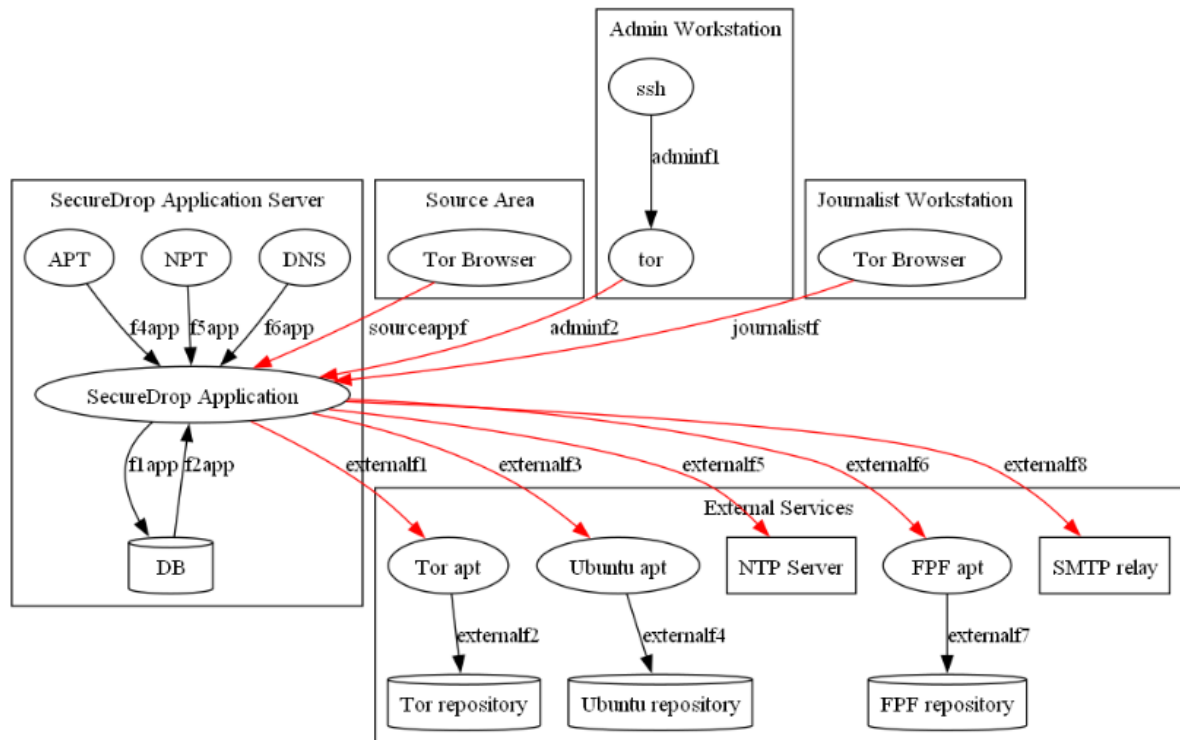 Admin Workstation
ssh
adminf1
SecureDrop Application Server
Source Area
Journalist Workstation
APT
NPT
DNS
Tor Browser
tor
Tor Browser
f4app
f5app
f6app
sourceappf
adminf2
journalistf
SecureDrop Application
f1app
f2app
externalf1
externalf3
externalf5
externalf6
externalf8
External Services
DB
Tor apt
Ubuntu apt
NTP Server
FPF apt
SMTP relay
externalf2
externalf4
externalf7
Tor repository
Ubuntu repository
FPF repository